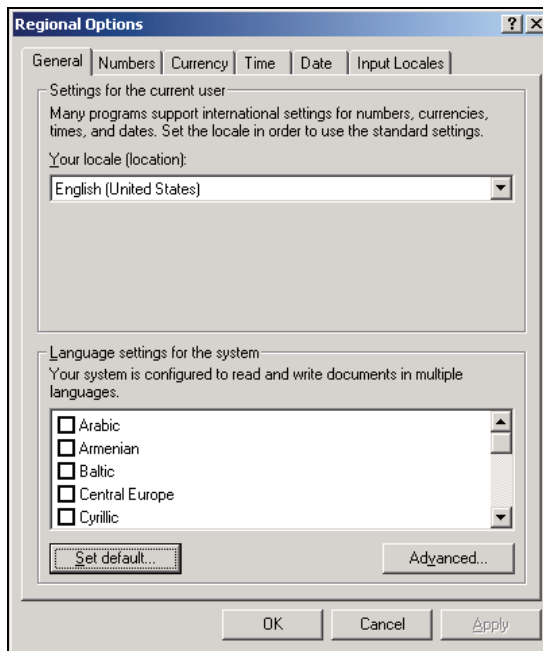 Regional Options
General Numbers Currency Time Date Input Locales
Settings for the current user
Many programs support international settings for numbers, currencies,
times, and dates. Set the locale in order to use the standard settings.
Your locale (location):
English (United States)
Language settings for the system
Your system is configured to read and write documents in multiple
languages.
Arabic
Armenian
Baltic
Central Europe
Cyrillic
Set default... Advanced...
OK Cancel Apply